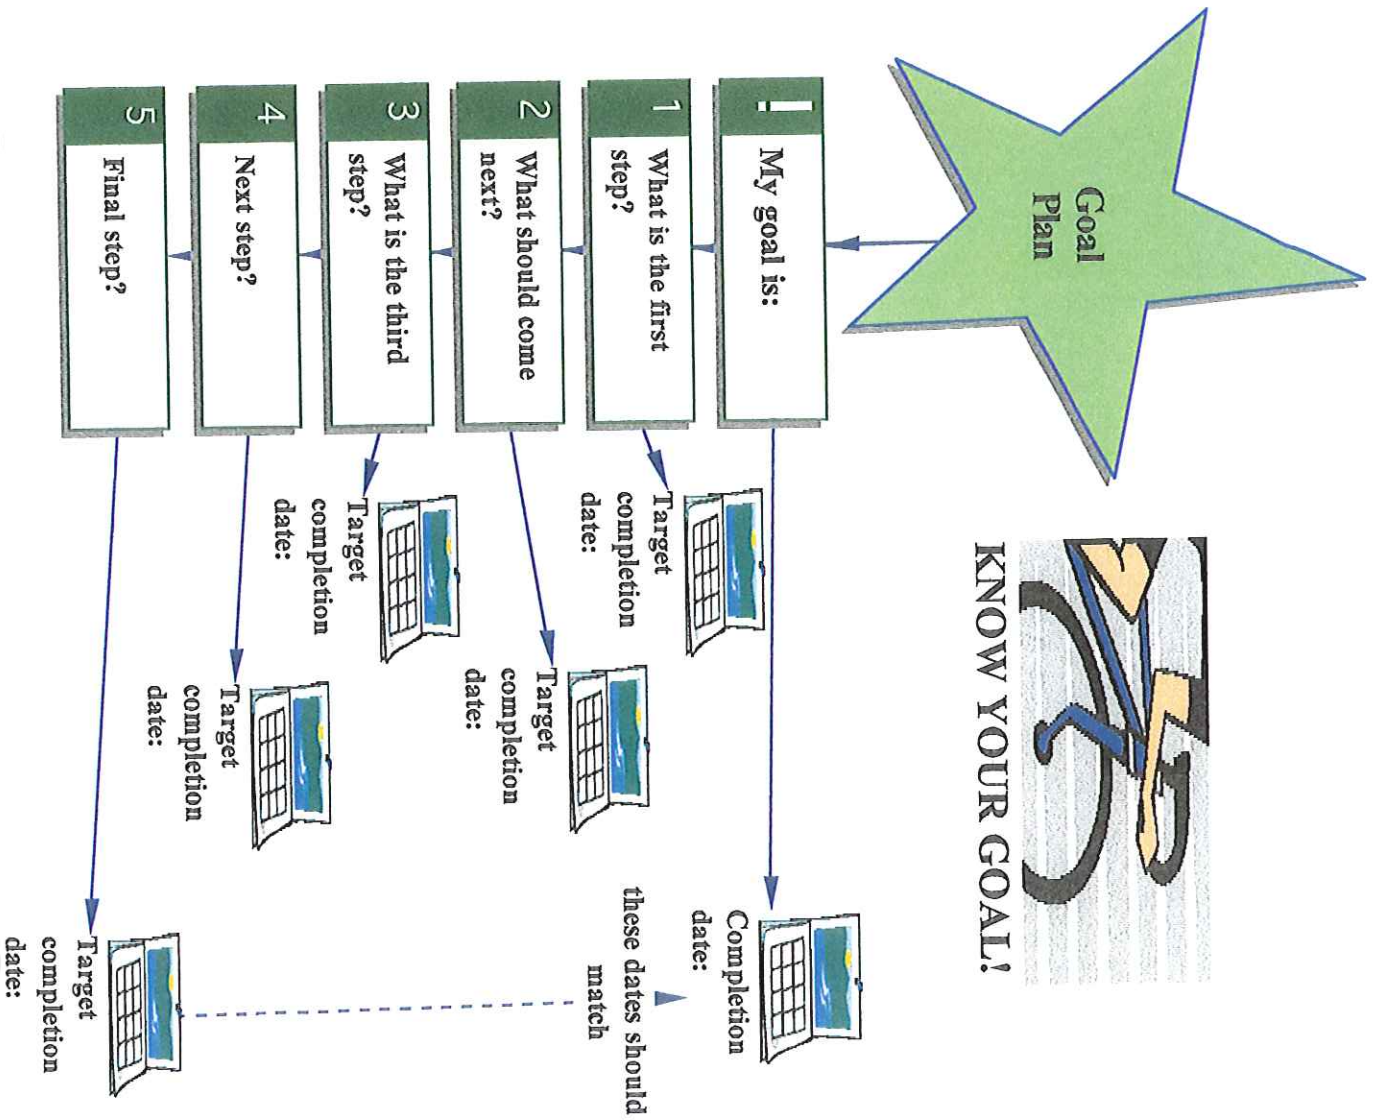 Goal
Plan
KNOW YOUR GOAL!
! My goal is:
Completion
date:
1 What is the first
step?
Target
completion
date:
2 What should come
next?
Target
completion
date:
3 What is the third
step?
Target
completion
date:
4 Next step?
Target
completion
date:
5 Final step?
Target
completion
date:
these dates should
match